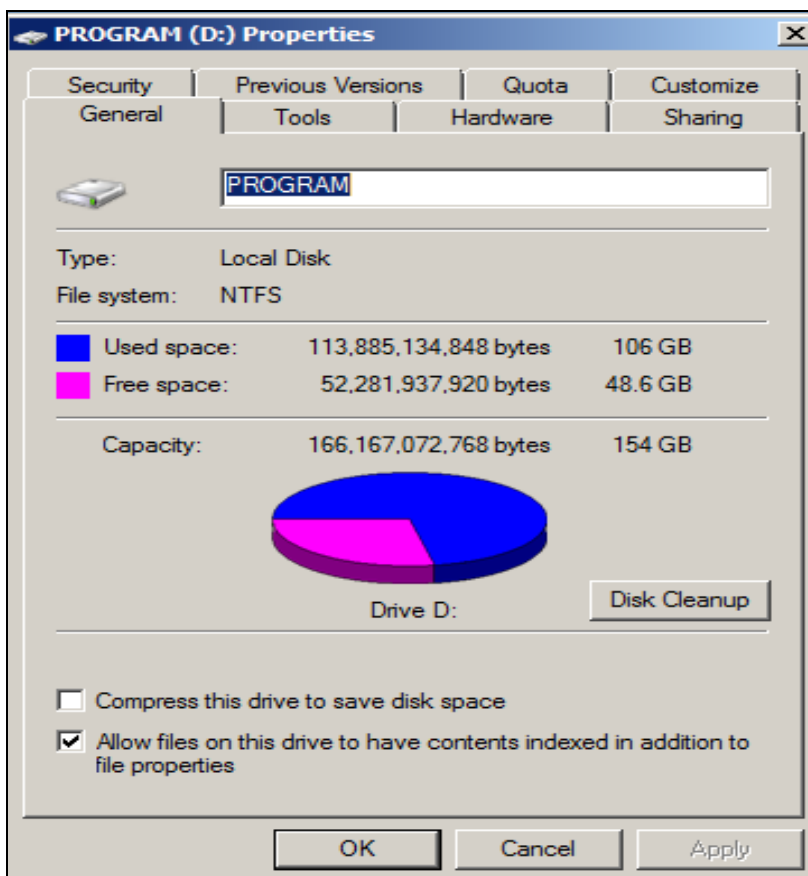 PROGRAM (D:) Properties
Security Previous Versions Quota Customize
General Tools Hardware Sharing
PROGRAM
Type: Local Disk
File system: NTFS
Used space: 113,885,134,848 bytes 106 GB
Free space: 52,281,937,920 bytes 48.6 GB
Capacity: 166,167,072,768 bytes 154 GB
Drive D:
Disk Cleanup
Compress this drive to save disk space
Allow files on this drive to have contents indexed in addition to
file properties
OK Cancel Apply